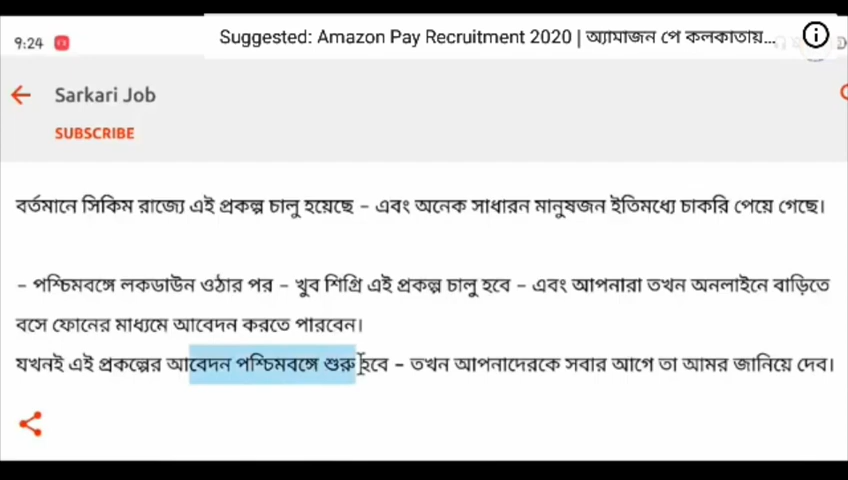 Suggested: Amazon Pay Recruitment 2020 | অ্যামাজন পে কলকাতায়...
9:24
Sarkari Job
SUBSCRIBE
বর্তমানে সিকিম রাজ্যে এই প্রকল্প চালু হয়েছে - এবং অনেক সাধারন মানুষজন ইতিমধ্যে চাকরি পেয়ে গেছে।
- পশ্চিমবঙ্গে লকডাউন ওঠার পর - খুব শিগ্রি এই প্রকল্প চালু হবে - এবং আপনারা তখন অনলাইনে বাড়িতে
বসে ফোনের মাধ্যমে আবেদন করতে পারবেন।
যখনই এই প্রকল্পের আবেদন পশ্চিমবঙ্গে শুরু হবে - তখন আপনাদেরকে সবার আগে তা আমর জানিয়ে দেব।